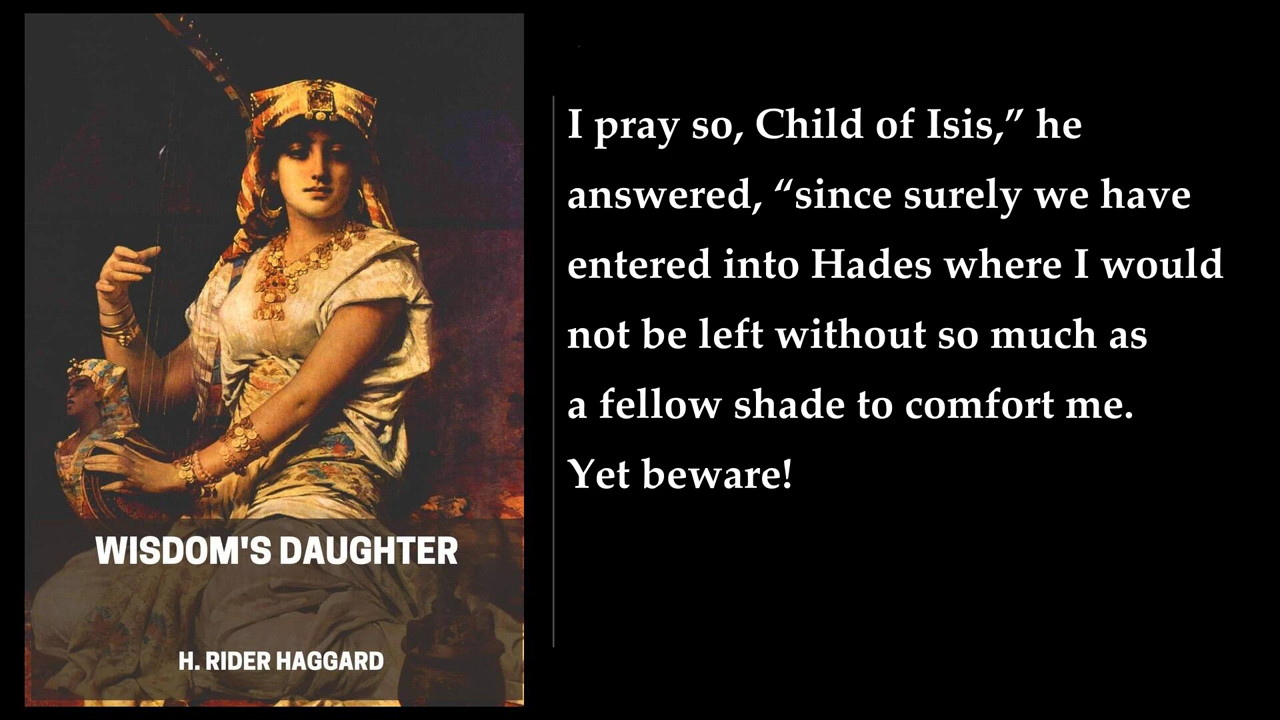 WISDOM'S DAUGHTER
H. RIDER HAGGARD
I pray so, Child of Isis,” he
answered, “since surely we have
entered into Hades where I would
not be left without so much as
a fellow shade to comfort me.
Yet beware!